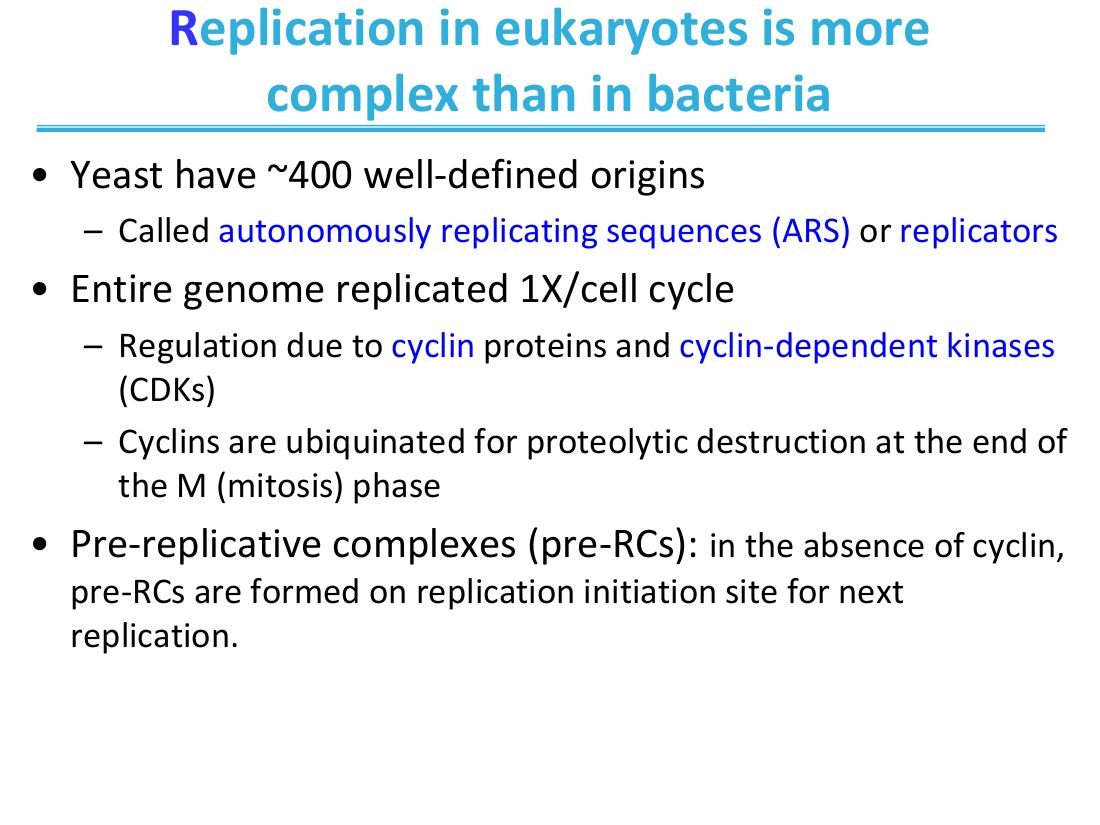 Replication in eukaryotes is more
complex than in bacteria
• Yeast have ~400 well-defined origins
– Called autonomously replicating sequences (ARS) or replicators
• Entire genome replicated 1X/cell cycle
– Regulation due to cyclin proteins and cyclin-dependent kinases
(CDKs)
– Cyclins are ubiquinated for proteolytic destruction at the end of
the M (mitosis) phase
• Pre-replicative complexes (pre-RCs): in the absence of cyclin,
pre-RCs are formed on replication initiation site for next
replication.